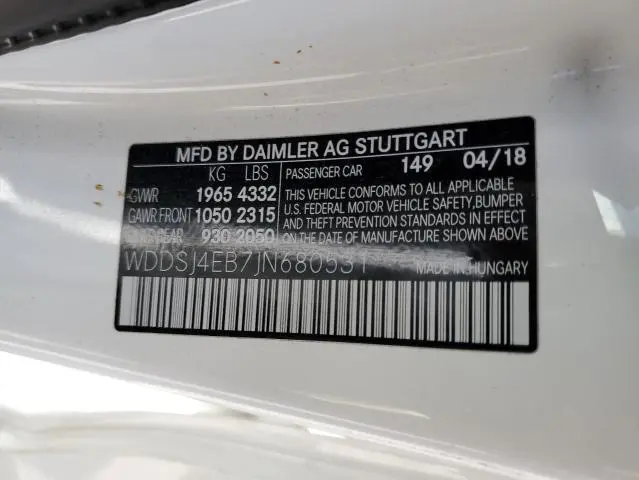 MFD BY DAIMLER AG STUTTGART
KG LBS
GVWR 1965 4332
GAWR FRONT 1050 2315
REAR 930 2050
PASSENGER CAR 149 04/18
THIS VEHICLE CONFORMS TO ALL APPLICABLE
U.S. FEDERAL MOTOR VEHICLE SAFETY,BUMPER
AND THEFT PREVENTION STANDARDS IN EFFECT
ON THE DATE OF MANUFACTURE SHOWN ABOVE.
WDDSJ4EB7JN680531
MADE IN HUNGARY